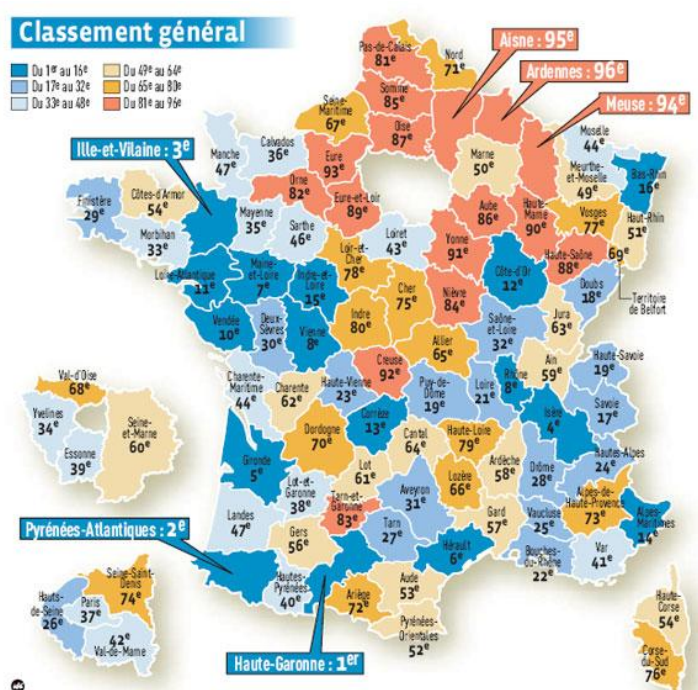 Classement général
Du 1er au 16e
Du 17e au 32e
Du 33e au 48e
Du 49e au 64e
Du 65e au 80e
Du 81e au 96e
Aisne : 95e
Ardennes : 96e
Meuse : 94e
Ille-et-Vilaine : 3e
Pyrénées-Atlantiques : 2e
Haute-Garonne : 1er
Pas-de-Calais
81e
Nord
71e
Somme
85e
Seine-
Maritime
67e
Oise
87e
Manche
47e
Calvados
36e
Eure
93e
Marne
50e
Moselle
44e
Meurthe-
et-Moselle
49e
Bas-Rhin
16e
Orne
82e
Eure-et-Loir
89e
Aube
86e
Haute-
Marne
90e
Vosges
77e
Haut-Rhin
51e
Finistère
29e
Côtes-d'Armor
54e
Morbihan
33e
Mayenne
35e
Sarthe
46e
Loiret
43e
Yonne
91e
Haute-Saône
88e
69e
Territoire
de Belfort
Loire-Atlantique
11e
Maine-
et-Loire
7e
Indre-et-
Loire
15e
Loir-et-
Cher
78e
Cher
75e
Nièvre
84e
Côte-d'Or
12e
Doubs
18e
Vendée
10e
Deux-
Sèvres
30e
Vienne
8e
Indre
80e
Allier
65e
Saône-
et-Loire
32e
Jura
63e
Charente-
Maritime
44e
Charente
62e
Haute-Vienne
23e
Creuse
92e
Puy-de-
Dôme
19e
Loire
21e
Rhône
8e
Ain
59e
Haute-Savoie
19e
Savoie
17e
Isère
4e
Val-d'Oise
68e
Yvelines
34e
Essonne
39e
Seine-
et-Marne
60e
Gironde
5e
Dordogne
70e
Corrèze
13e
Cantal
64e
Haute-Loire
79e
Ardèche
58e
Drôme
28e
Hautes-Alpes
24e
Landes
47e
Lot-et-
Garonne
38e
Lot
61e
Tarn-et-
Garonne
83e
Aveyron
31e
Lozère
66e
Gard
57e
Vaucluse
25e
Alpes-de-
Haute-Provence
73e
Alpes-
Maritimes
14e
Gers
56e
Tarn
27e
Hérault
6e
Bouches-
du-Rhône
22e
Var
41e
Hautes-
Pyrénées
40e
Ariège
72e
Aude
53e
Pyrénées-
Orientales
52e
Hauts-
de-Seine
26e
Paris
37e
Seine-Saint-
Denis
74e
42e
Val-de-Marne
Haute-
Corse
54e
Corse-
du-Sud
76e